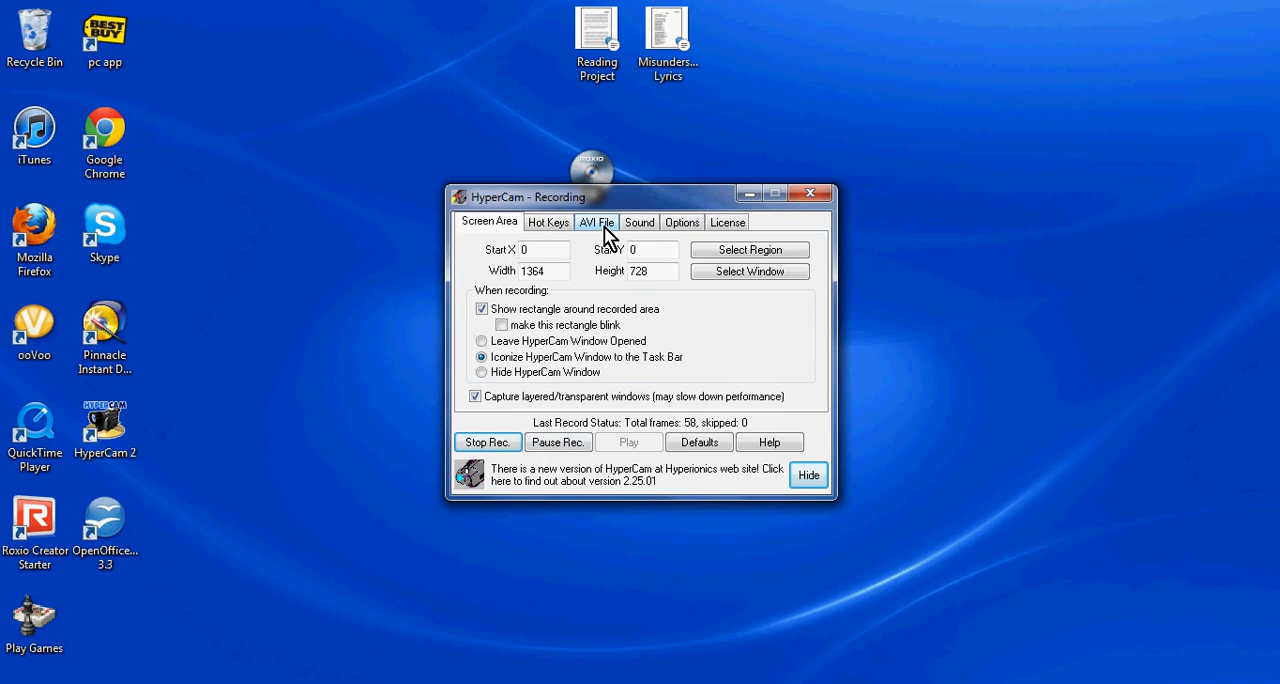 Recycle Bin
BEST BUY
pc app
iTunes
Google Chrome
Mozilla Firefox
Skype
ooVoo
Pinnacle Instant D...
QuickTime Player
HYPERCAM
HyperCam 2
Roxio Creator Starter
OpenOffice... 3.3
Play Games
Reading Project
Misunders... Lyrics
ROXIO
HyperCam - Recording
Screen Area Hot Keys AVI File Sound Options License
Start X 0 Start Y 0 Select Region
Width 1364 Height 728 Select Window
When recording:
Show rectangle around recorded area
make this rectangle blink
Leave HyperCam Window Opened
Iconize HyperCam Window to the Task Bar
Hide HyperCam Window
Capture layered/transparent windows (may slow down performance)
Last Record Status: Total frames: 58, skipped: 0
Stop Rec. Pause Rec. Play Defaults Help
There is a new version of HyperCam at Hyperionics web site! Click
here to find out about version 2.25.01
Hide